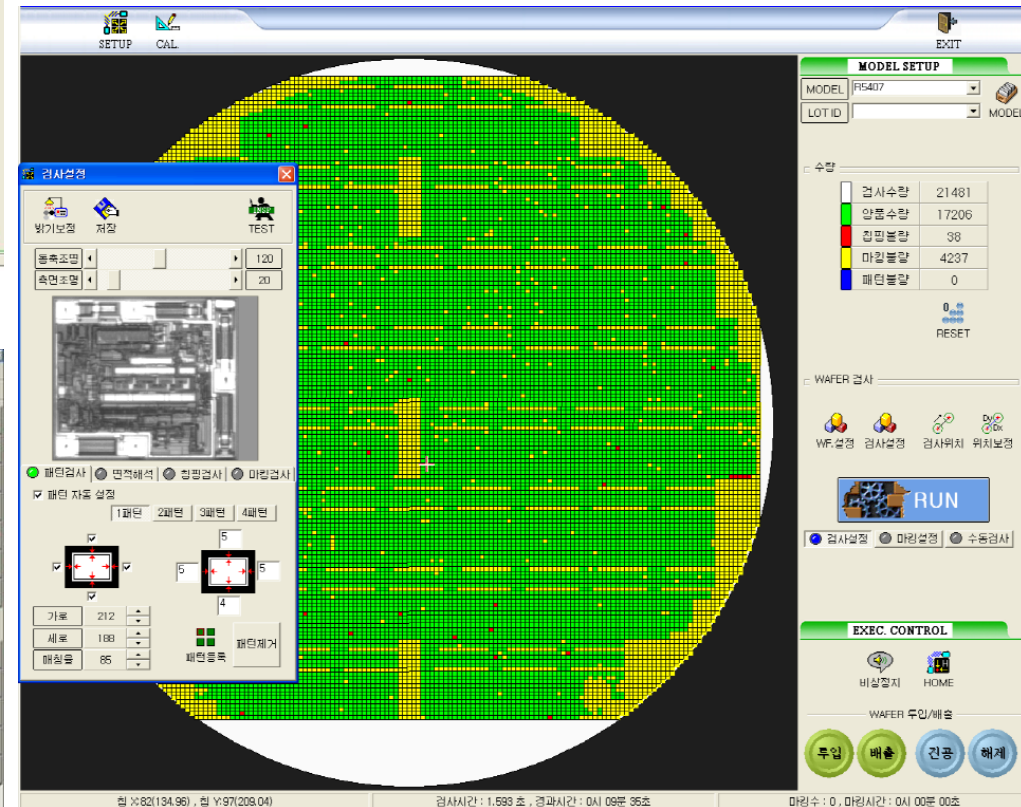 SETUP CAL. EXIT
MODEL SETUP
MODEL R5407
LOT ID MODEL
수량
검사수량 21481
양품수량 17206
칩핑불량 38
마킹불량 4237
패턴불량 0
0
RESET
WAFER 검사
WF.설정 검사설정 검사위치 위치보정
RUN
검사설정 마킹설정 수동검사
EXEC. CONTROL
비상정지 HOME
WAFER 투입/배출
투입 배출 진공 해제
검사설정
밝기보정 저장 TEST
동축조명 120
측면조명 20
패턴검사 면적해석 칩핑검사 마킹검사
패턴 자동 설정
1패턴 2패턴 3패턴 4패턴
5
5 5
4
가로 212
세로 188
매칭율 85
패턴등록 패턴제거
칩 X:82(134.96) , 칩 Y:97(209.04) 검사시간 : 1.593 초 , 경과시간 : 0시 09분 35초 마킹수 : 0 , 마킹시간 : 0시 00분 00초